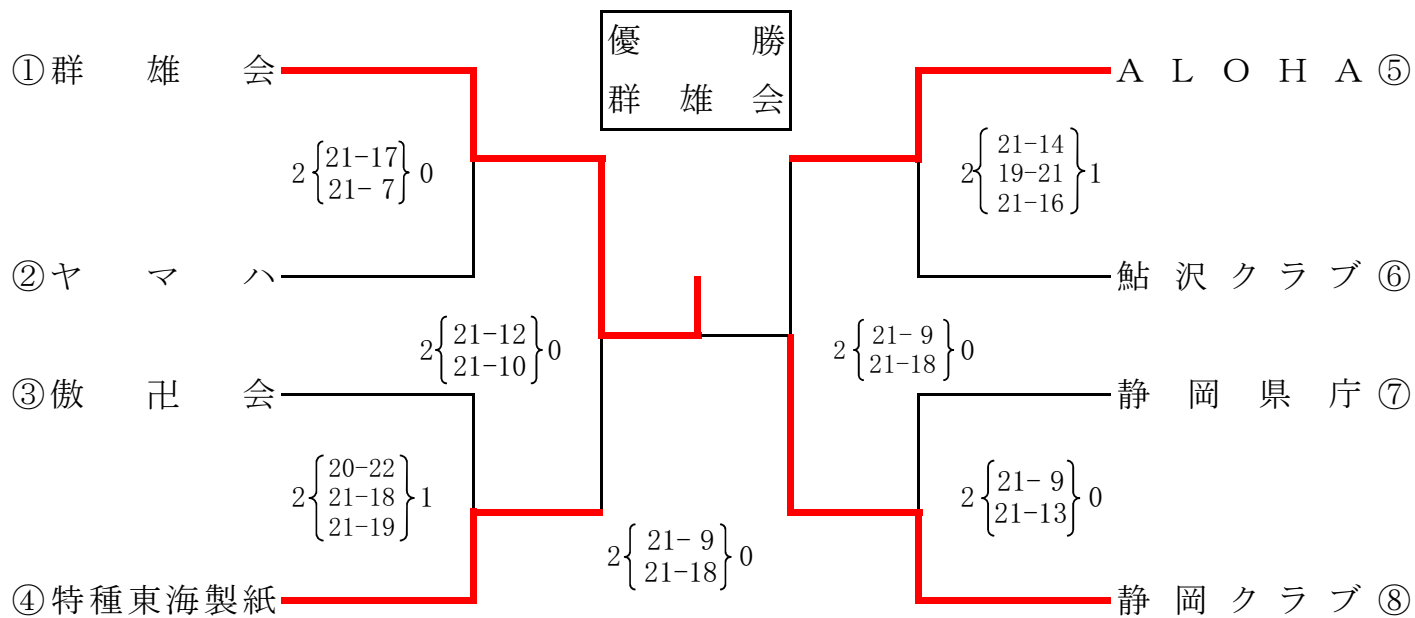 優勝
群雄会
①群雄会
2 21-17 0
21- 7
②ヤマハ
2 21-12 0
21-10
③傲卍会
2 20-22 1
21-18
21-19
④特種東海製紙
2 21- 9 0
21-18
ALOHA⑤
2 21-14 1
19-21
21-16
鮎沢クラブ⑥
2 21- 9 0
21-18
静岡県庁⑦
2 21- 9 0
21-13
静岡クラブ⑧